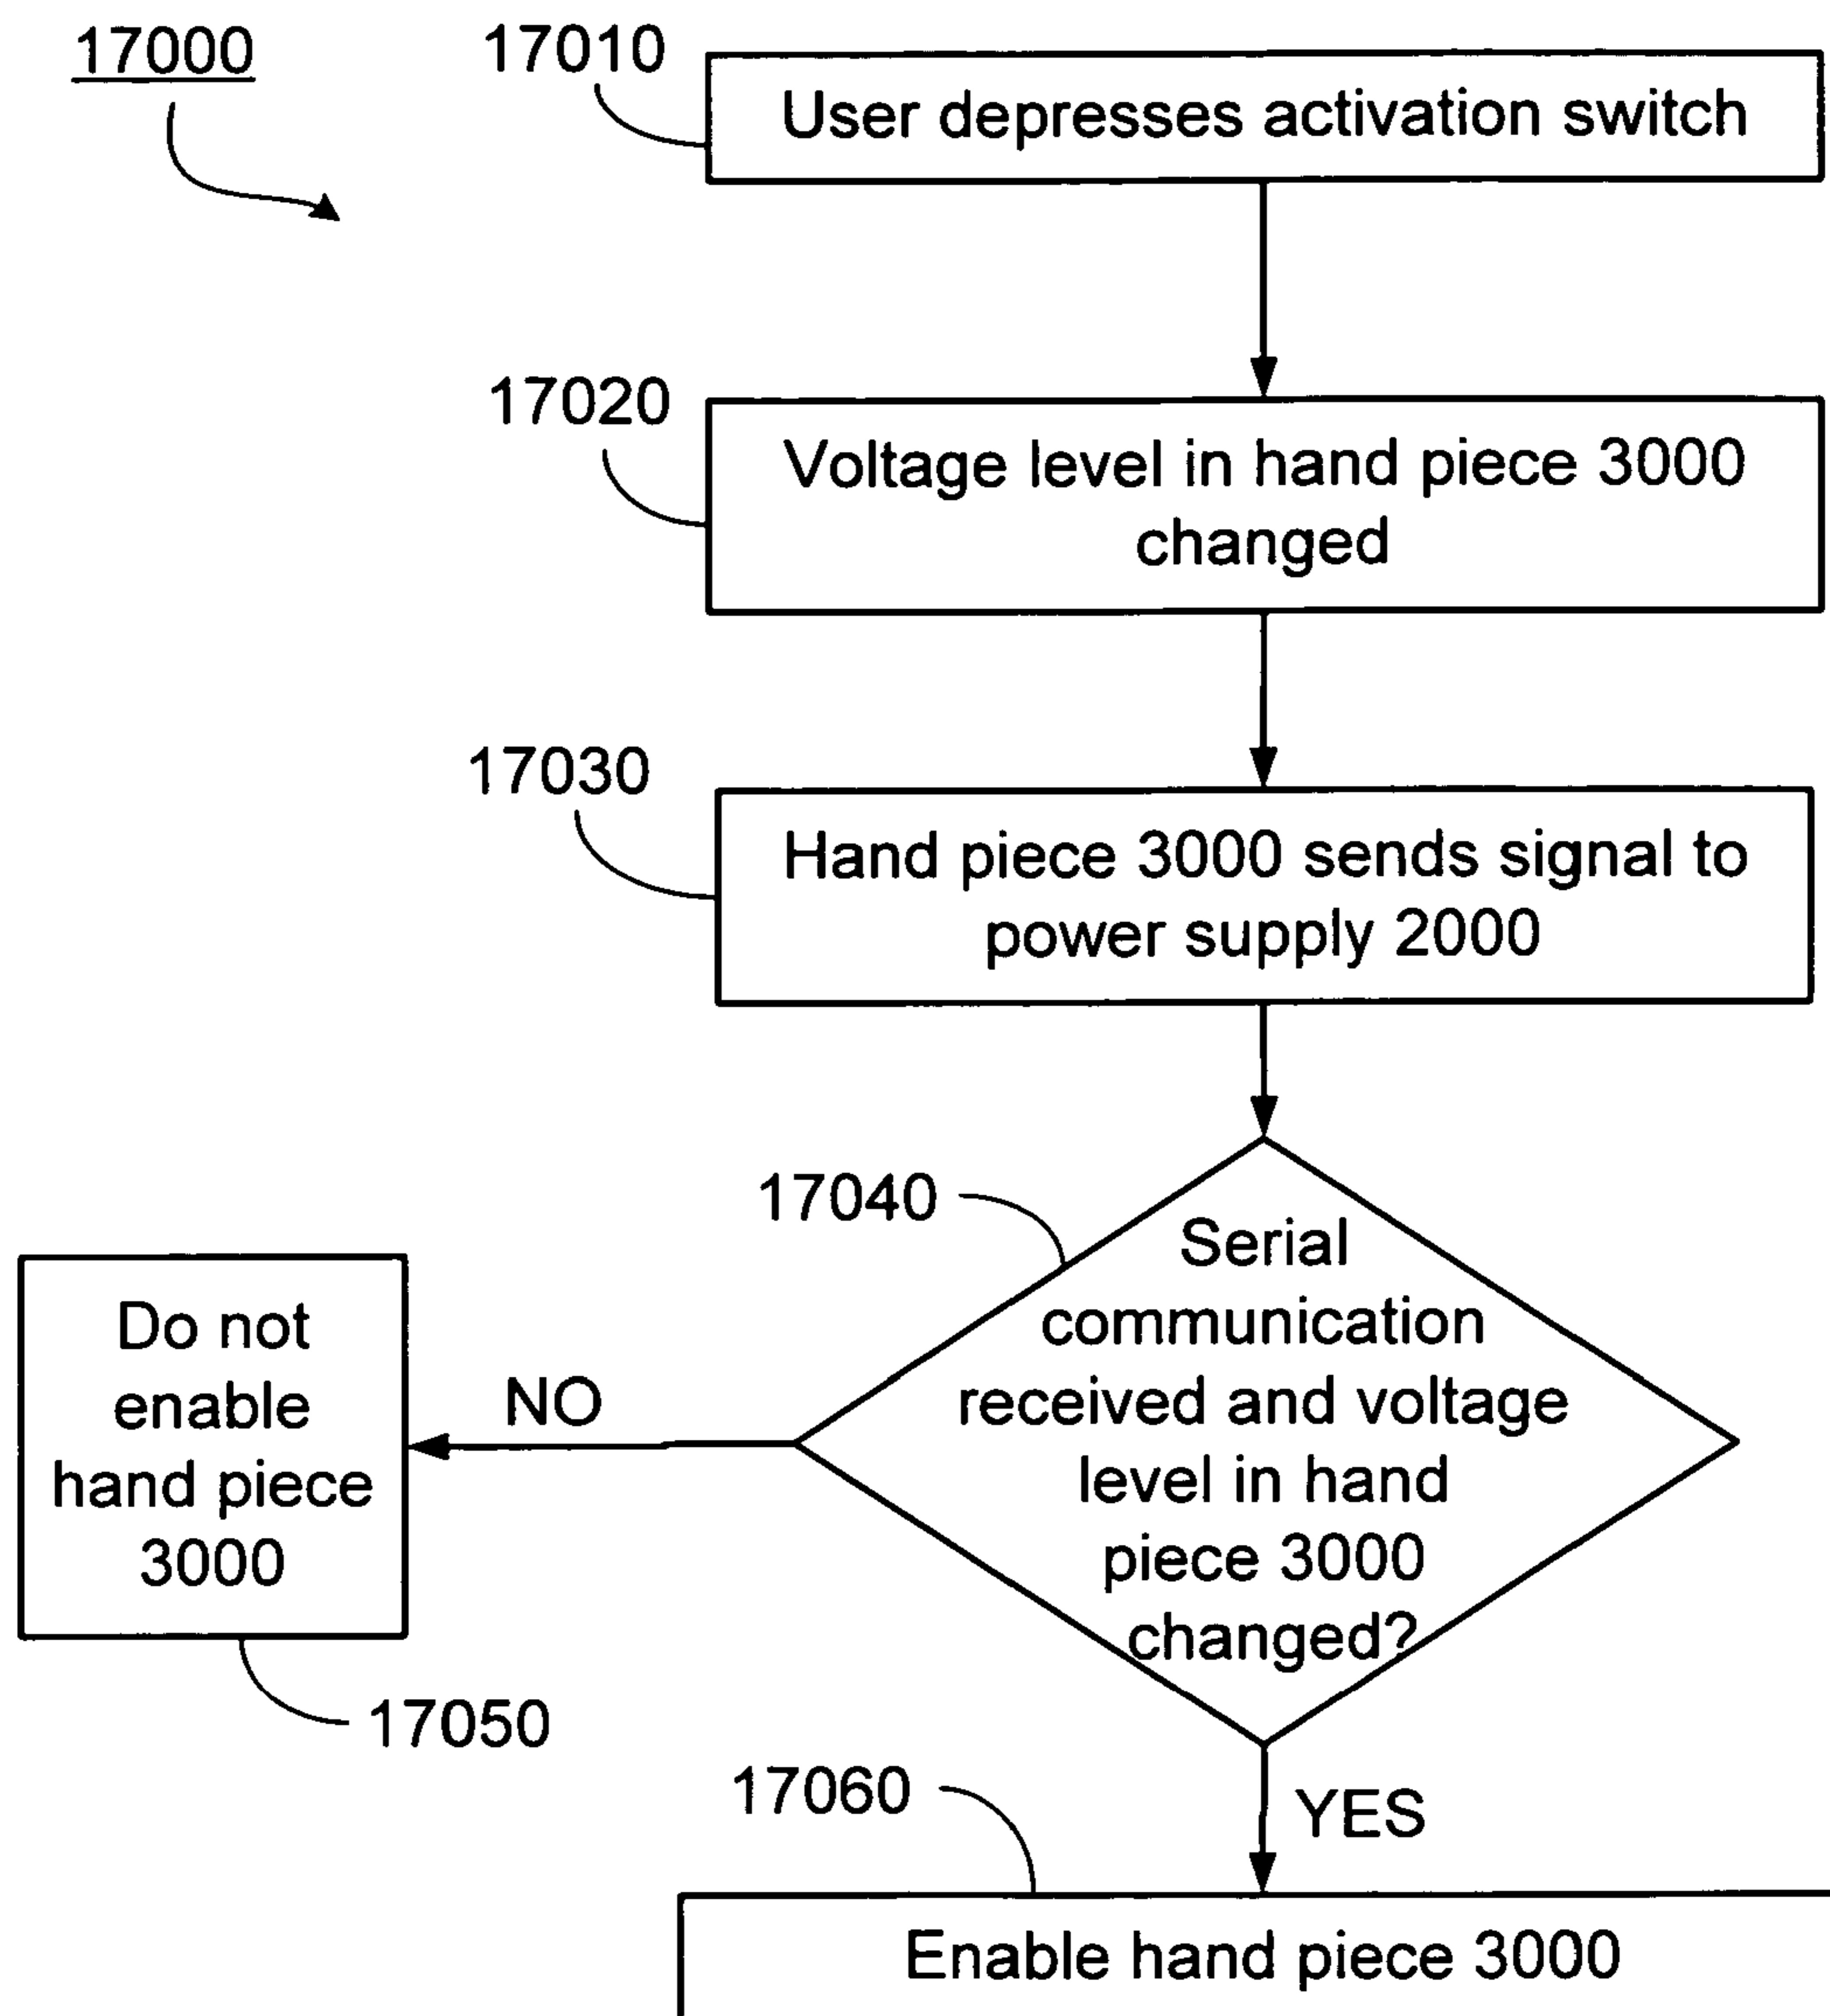 17000
17010
User depresses activation switch
17020
Voltage level in hand piece 3000
changed
17030
Hand piece 3000 sends signal to
power supply 2000
17040
Serial
communication
received and voltage
level in hand
piece 3000
changed?
NO
Do not
enable
hand piece
3000
17050
YES
17060
Enable hand piece 3000